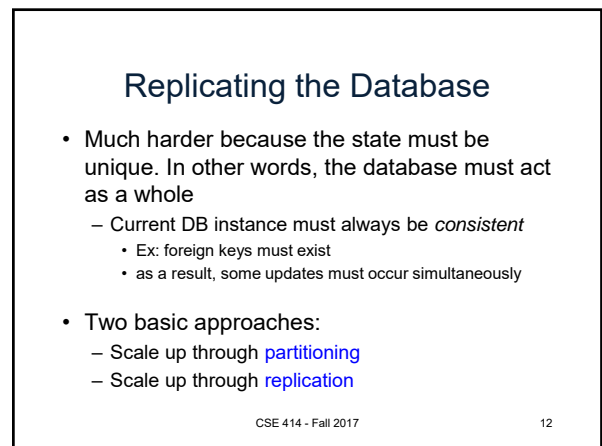 Replicating the Database
• Much harder because the state must be
unique. In other words, the database must act
as a whole
– Current DB instance must always be consistent
• Ex: foreign keys must exist
• as a result, some updates must occur simultaneously
• Two basic approaches:
– Scale up through partitioning
– Scale up through replication
CSE 414 - Fall 2017 12